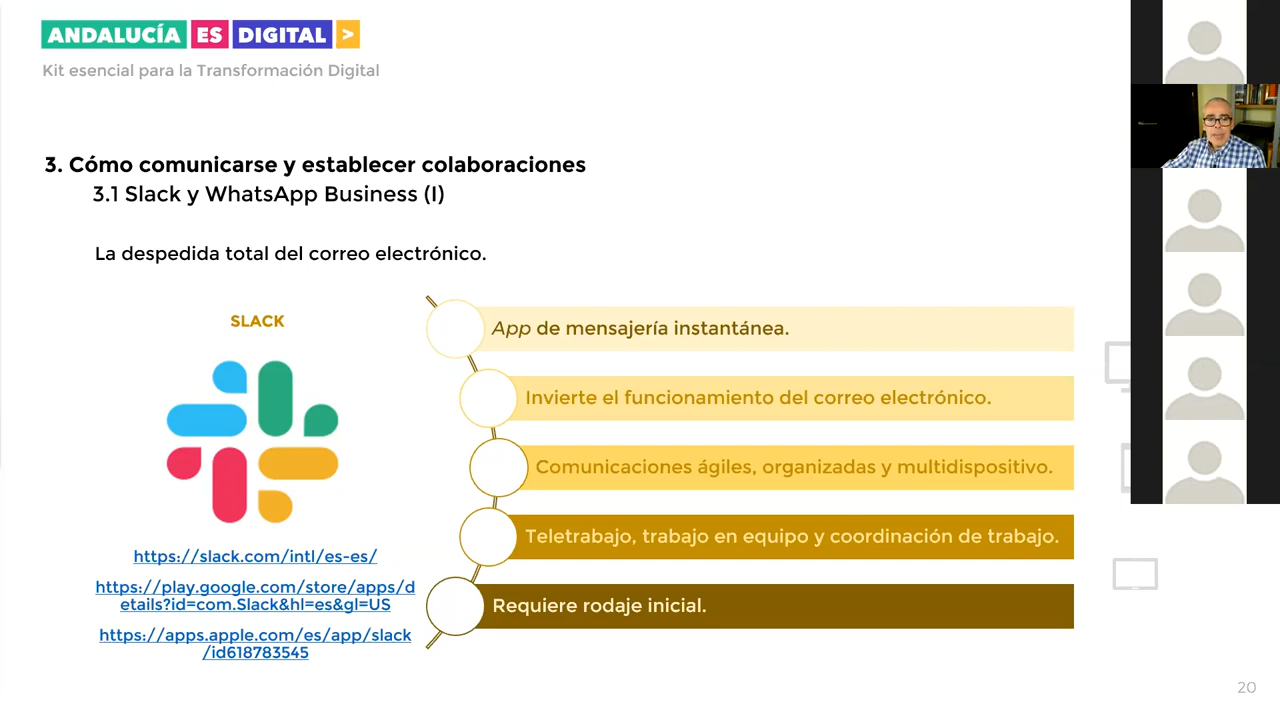 ANDALUCÍA ES DIGITAL >
Kit esencial para la Transformación Digital
3. Cómo comunicarse y establecer colaboraciones
3.1 Slack y WhatsApp Business (I)
La despedida total del correo electrónico.
SLACK
https://slack.com/intl/es-es/
https://play.google.com/store/apps/d
etails?id=com.Slack&hl=es&gl=US
https://apps.apple.com/es/app/slack
/id618783545
App de mensajería instantánea.
Invierte el funcionamiento del correo electrónico.
Comunicaciones ágiles, organizadas y multidispositivo.
Teletrabajo, trabajo en equipo y coordinación de trabajo.
Requiere rodaje inicial.
20